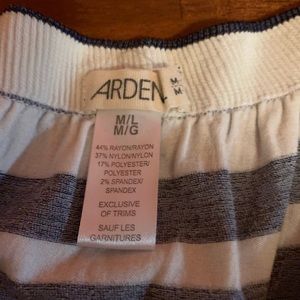 ARDEN
M/L
M/G
44% RAYON/RAYON
37% NYLON/NYLON
17% POLYESTER/
POLYESTER
2% SPANDEX/
SPANDEX
EXCLUSIVE
OF TRIMS
SAUF LES
GARNITURES